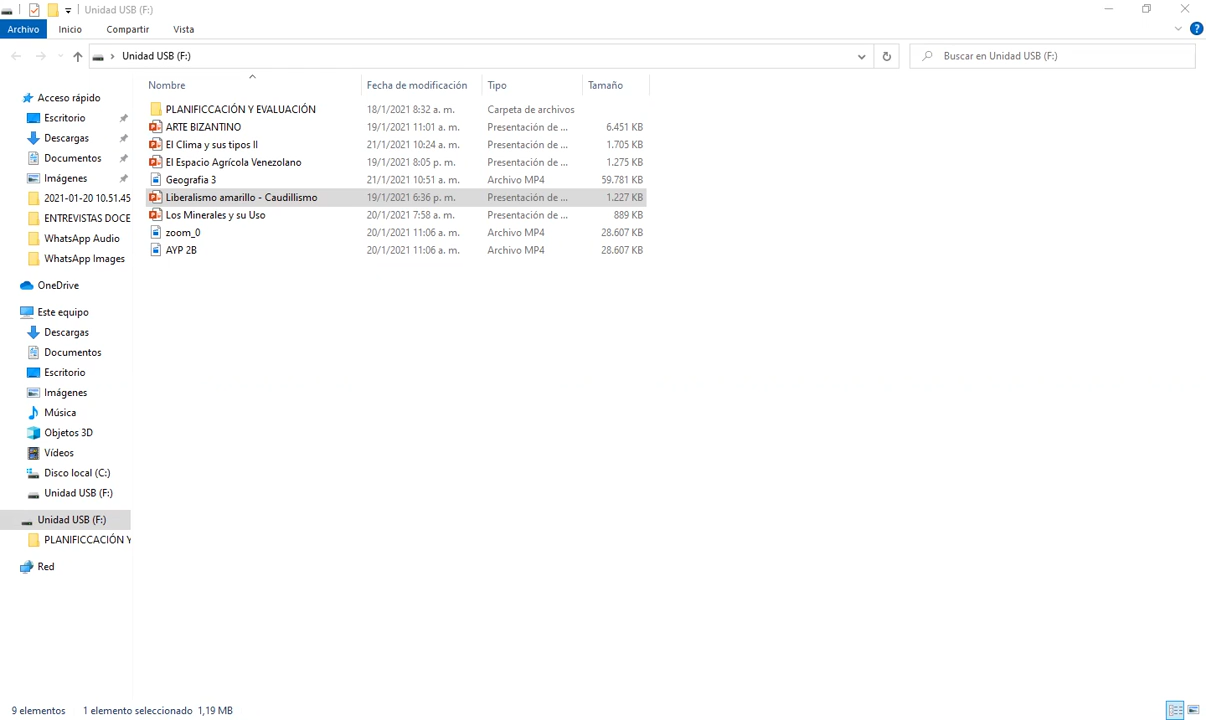 Unidad USB (F:)
Archivo Inicio Compartir Vista
Unidad USB (F:) Buscar en Unidad USB (F:)
Nombre Fecha de modificación Tipo Tamaño
PLANIFICCACIÓN Y EVALUACIÓN 18/1/2021 8:32 a. m. Carpeta de archivos
ARTE BIZANTINO 19/1/2021 11:01 a. m. Presentación de ... 6.451 KB
El Clima y sus tipos II 21/1/2021 10:24 a. m. Presentación de ... 1.705 KB
El Espacio Agrícola Venezolano 19/1/2021 8:05 p. m. Presentación de ... 1.275 KB
Geografia 3 21/1/2021 10:51 a. m. Archivo MP4 59.781 KB
Liberalismo amarillo - Caudillismo 19/1/2021 6:36 p. m. Presentación de ... 1.227 KB
Los Minerales y su Uso 20/1/2021 7:58 a. m. Presentación de ... 889 KB
zoom_0 20/1/2021 11:06 a. m. Archivo MP4 28.607 KB
AYP 2B 20/1/2021 11:06 a. m. Archivo MP4 28.607 KB
Acceso rápido
Escritorio
Descargas
Documentos
Imágenes
2021-01-20 10.51.45
ENTREVISTAS DOCE
WhatsApp Audio
WhatsApp Images
OneDrive
Este equipo
Descargas
Documentos
Escritorio
Imágenes
Música
Objetos 3D
Vídeos
Disco local (C:)
Unidad USB (F:)
Unidad USB (F:)
PLANIFICCACIÓN Y
Red
9 elementos 1 elemento seleccionado 1,19 MB